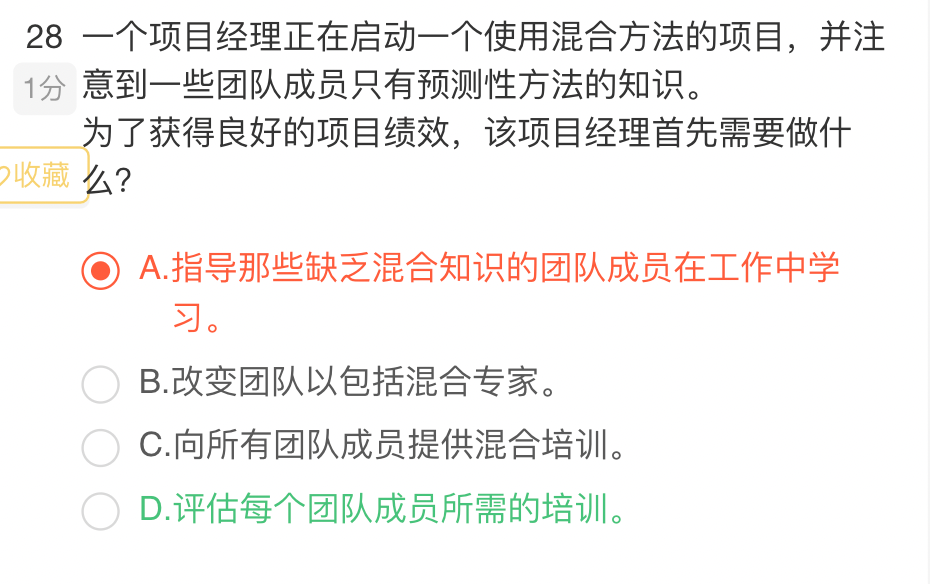 28 一个项目经理正在启动一个使用混合方法的项目，并注
1分 意到一些团队成员只有预测性方法的知识。
为了获得良好的项目绩效，该项目经理首先需要做什
收藏 么？
A.指导那些缺乏混合知识的团队成员在工作中学
习。
B.改变团队以包括混合专家。
C.向所有团队成员提供混合培训。
D.评估每个团队成员所需的培训。